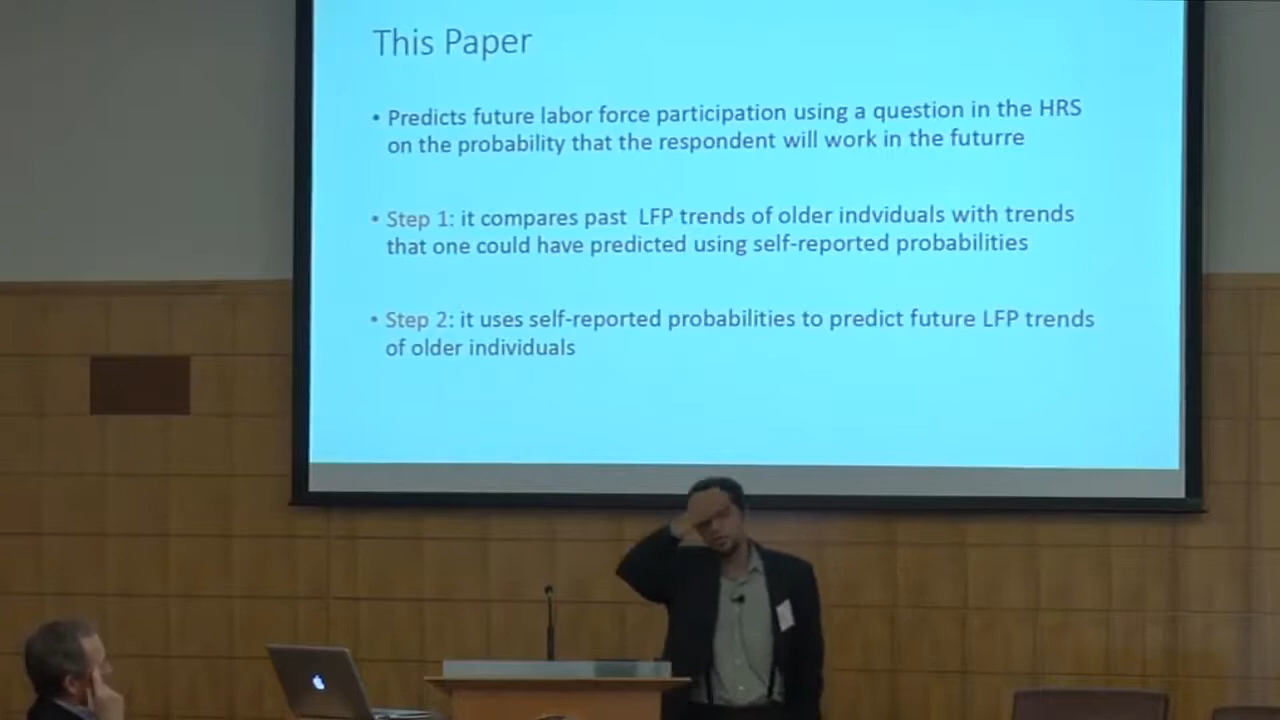 This Paper
• Predicts future labor force participation using a question in the HRS
on the probability that the respondent will work in the futurre
• Step 1: it compares past LFP trends of older indviduals with trends
that one could have predicted using self-reported probabilities
• Step 2: it uses self-reported probabilities to predict future LFP trends
of older individuals